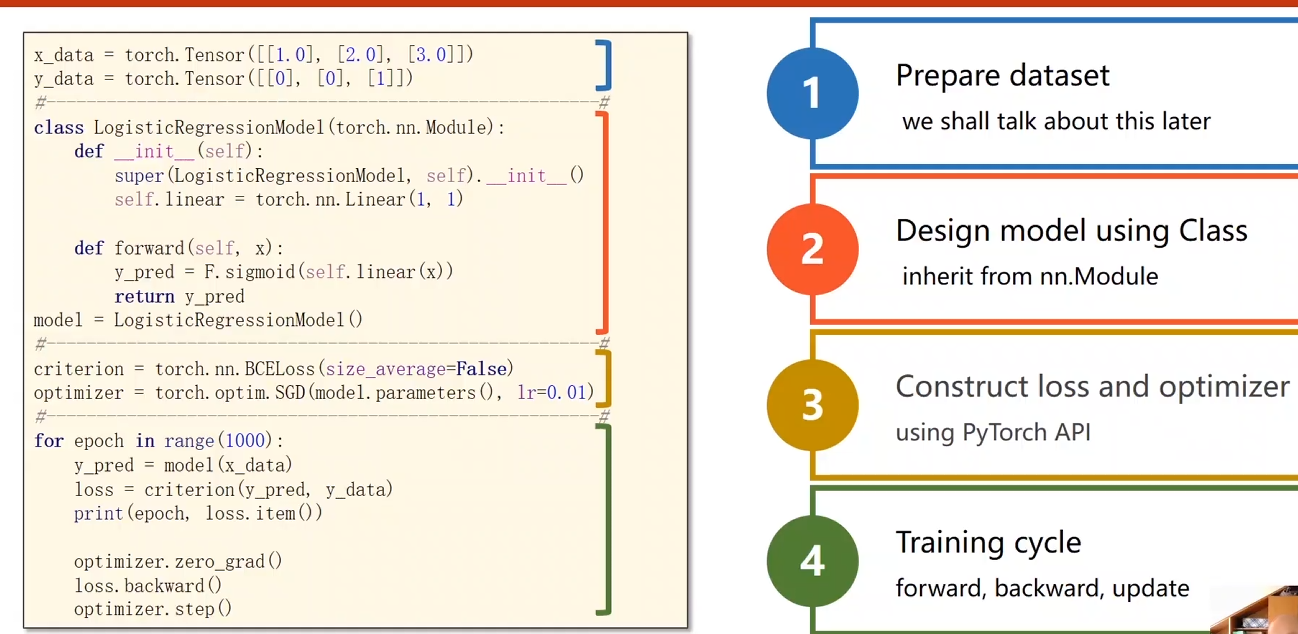 x_data = torch.Tensor([[1.0], [2.0], [3.0]])
y_data = torch.Tensor([[0], [0], [1]])
#-------------------------------------------------------#
class LogisticRegressionModel(torch.nn.Module):
    def __init__(self):
        super(LogisticRegressionModel, self).__init__()
        self.linear = torch.nn.Linear(1, 1)

    def forward(self, x):
        y_pred = F.sigmoid(self.linear(x))
        return y_pred
model = LogisticRegressionModel()
#-------------------------------------------------------#
criterion = torch.nn.BCELoss(size_average=False)
optimizer = torch.optim.SGD(model.parameters(), lr=0.01)
#-------------------------------------------------------#
for epoch in range(1000):
    y_pred = model(x_data)
    loss = criterion(y_pred, y_data)
    print(epoch, loss.item())

    optimizer.zero_grad()
    loss.backward()
    optimizer.step()
1
Prepare dataset
we shall talk about this later
2
Design model using Class
inherit from nn.Module
3
Construct loss and optimizer
using PyTorch API
4
Training cycle
forward, backward, update